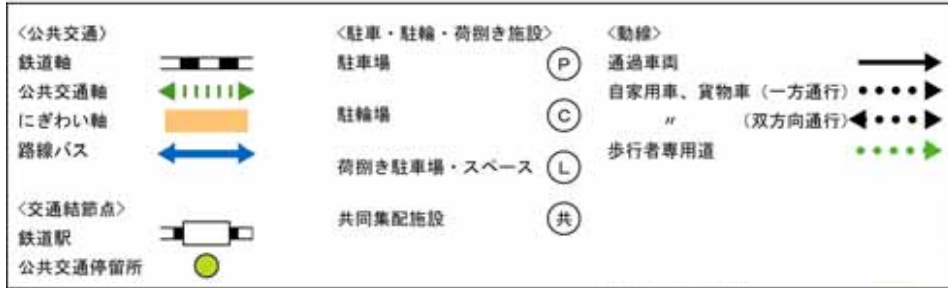 〈公共交通〉
鉄道軸
公共交通軸
にぎわい軸
路線バス
〈交通結節点〉
鉄道駅
公共交通停留所
〈駐車・駐輪・荷捌き施設〉
駐車場 P
駐輪場 C
荷捌き駐車場・スペース L
共同集配施設 共
〈動線〉
通過車両
自家用車、貨物車（一方通行）
〃 （双方向通行）
歩行者専用道